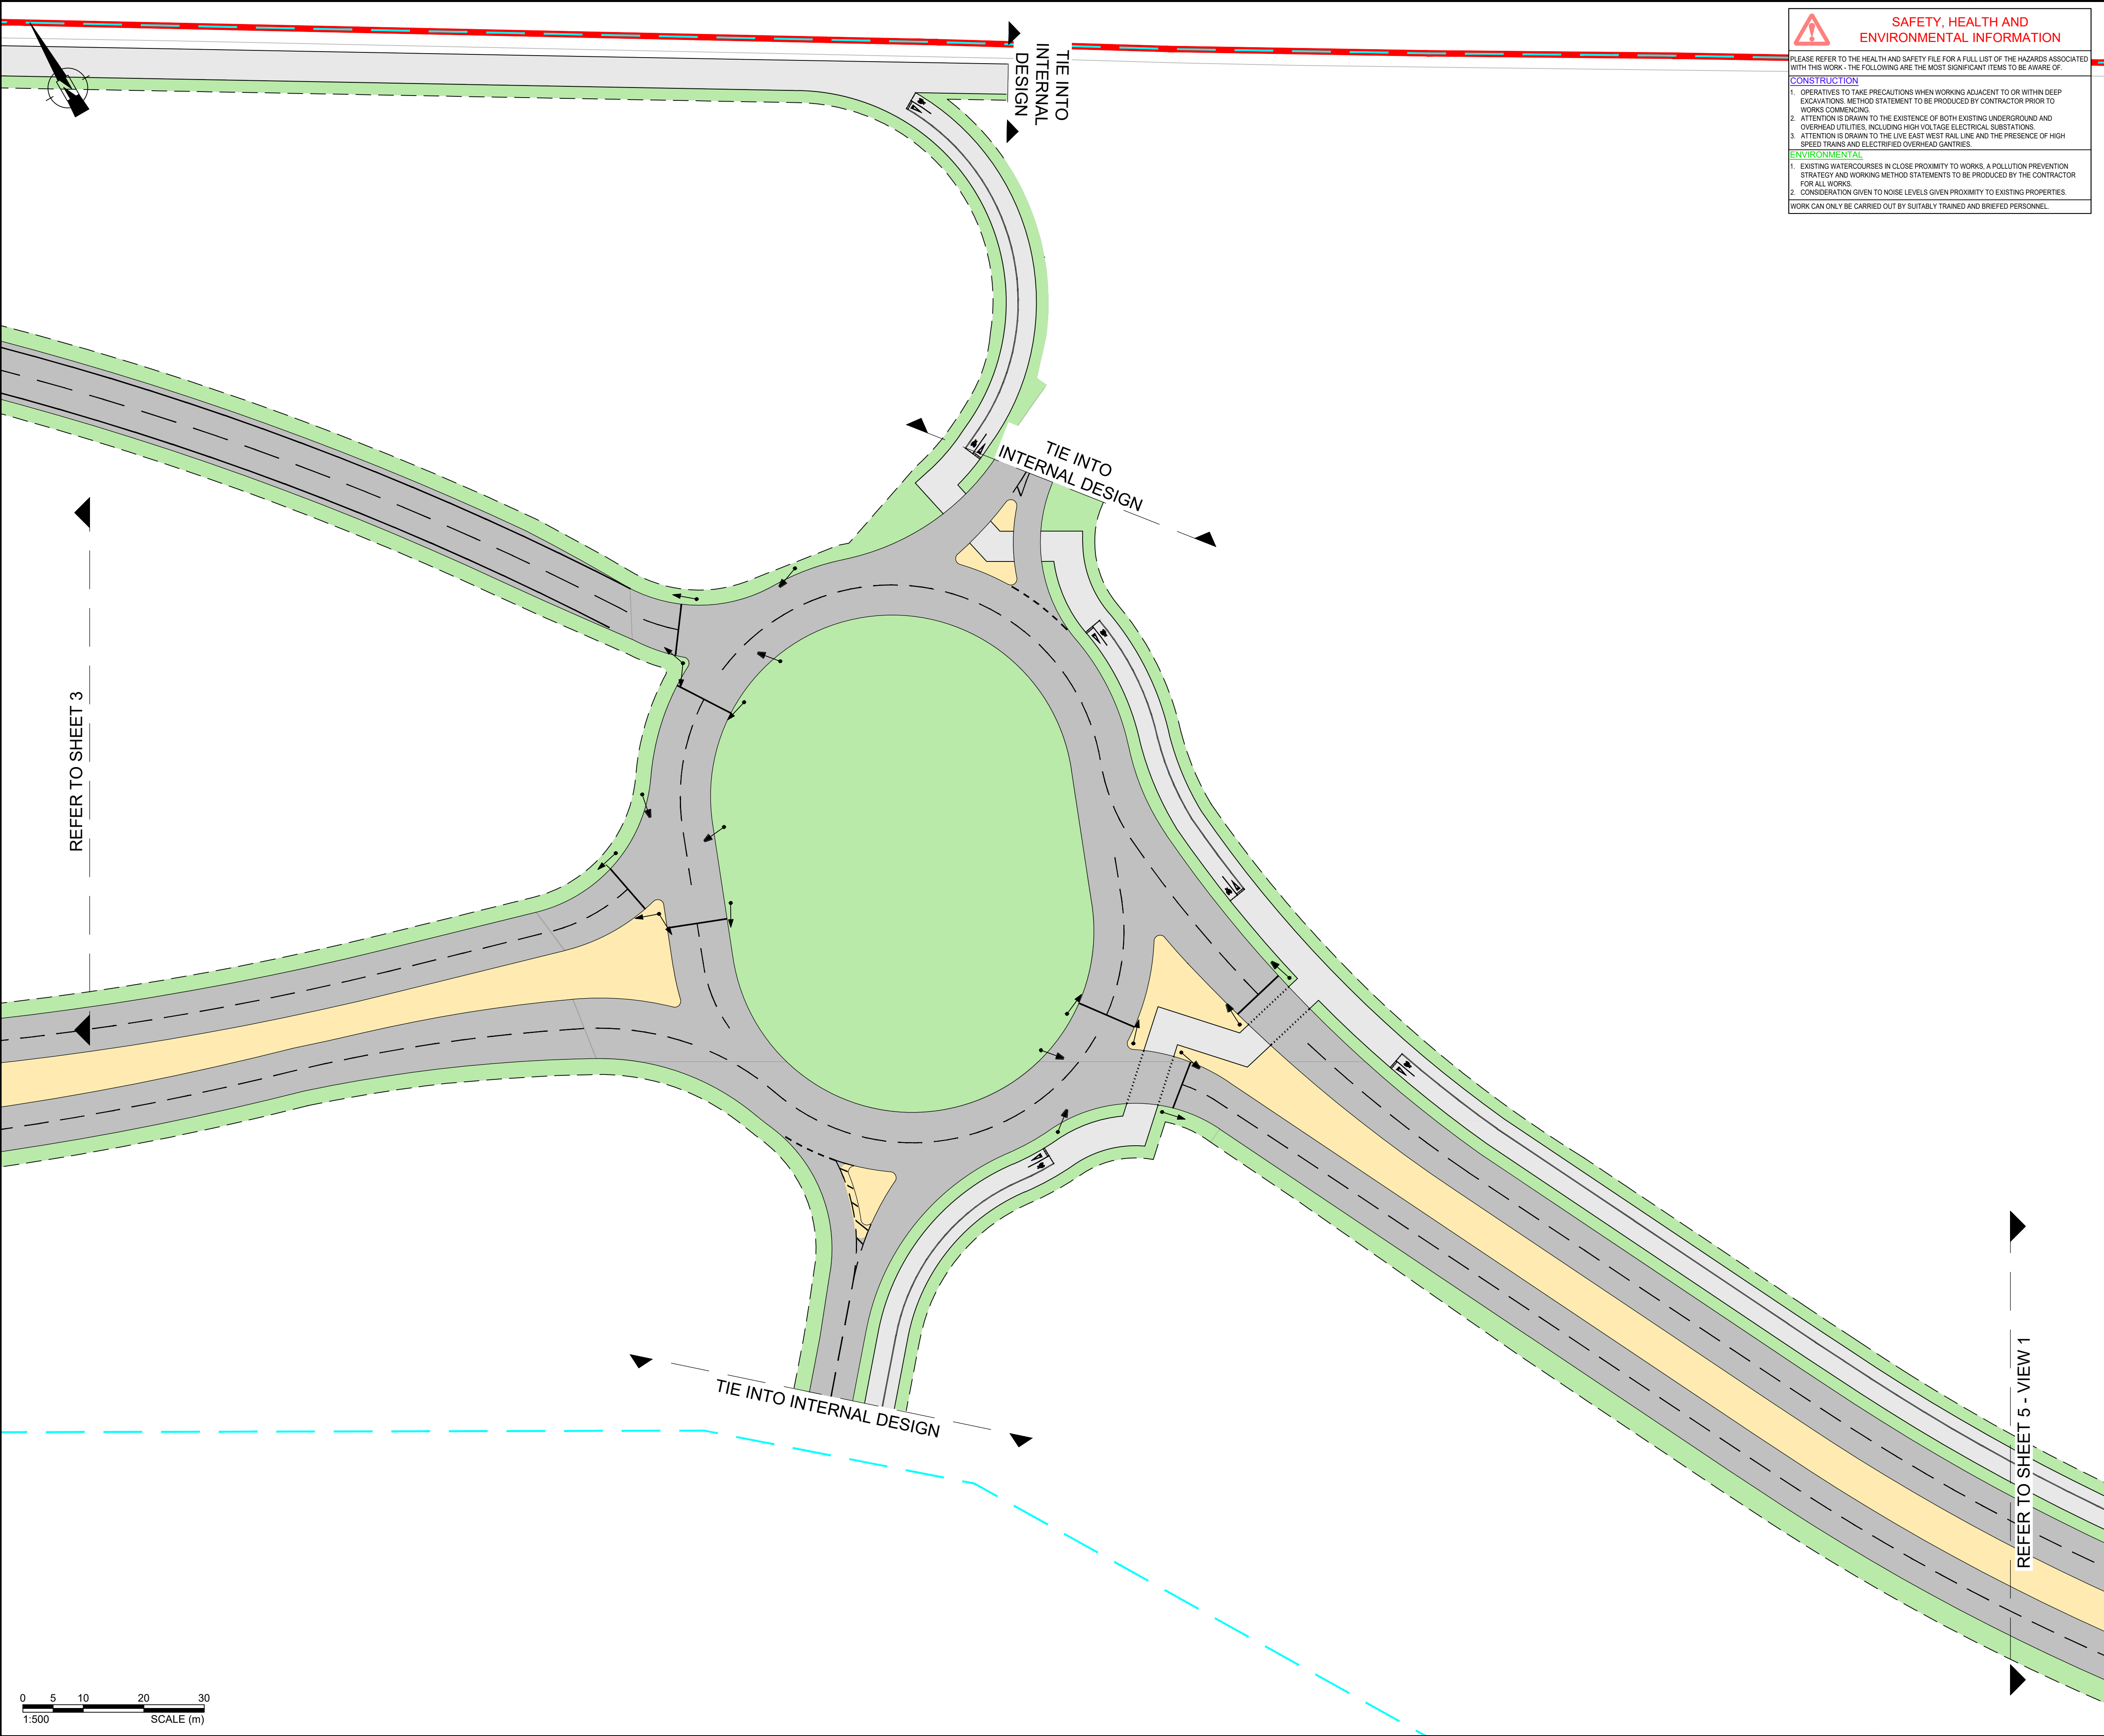 SAFETY, HEALTH AND
ENVIRONMENTAL INFORMATION
PLEASE REFER TO THE HEALTH AND SAFETY FILE FOR A FULL LIST OF THE HAZARDS ASSOCIATED
WITH THIS WORK - THE FOLLOWING ARE THE MOST SIGNIFICANT ITEMS TO BE AWARE OF.
CONSTRUCTION
1. OPERATIVES TO TAKE PRECAUTIONS WHEN WORKING ADJACENT TO OR WITHIN DEEP
EXCAVATIONS. METHOD STATEMENT TO BE PRODUCED BY CONTRACTOR PRIOR TO
WORKS COMMENCING.
2. ATTENTION IS DRAWN TO THE EXISTENCE OF BOTH EXISTING UNDERGROUND AND
OVERHEAD UTILITIES, INCLUDING HIGH VOLTAGE ELECTRICAL SUBSTATIONS.
3. ATTENTION IS DRAWN TO THE LIVE EAST WEST RAIL LINE AND THE PRESENCE OF HIGH
SPEED TRAINS AND ELECTRIFIED OVERHEAD GANTRIES.
ENVIRONMENTAL
1. EXISTING WATERCOURSES IN CLOSE PROXIMITY TO WORKS, A POLLUTION PREVENTION
STRATEGY AND WORKING METHOD STATEMENTS TO BE PRODUCED BY THE CONTRACTOR
FOR ALL WORKS.
2. CONSIDERATION GIVEN TO NOISE LEVELS GIVEN PROXIMITY TO EXISTING PROPERTIES.
WORK CAN ONLY BE CARRIED OUT BY SUITABLY TRAINED AND BRIEFED PERSONNEL.
TIE INTO
INTERNAL
DESIGN
TIE INTO
INTERNAL DESIGN
REFER TO SHEET 3
TIE INTO INTERNAL DESIGN
REFER TO SHEET 5 - VIEW 1
0 5 10 20 30
1:500 SCALE (m)